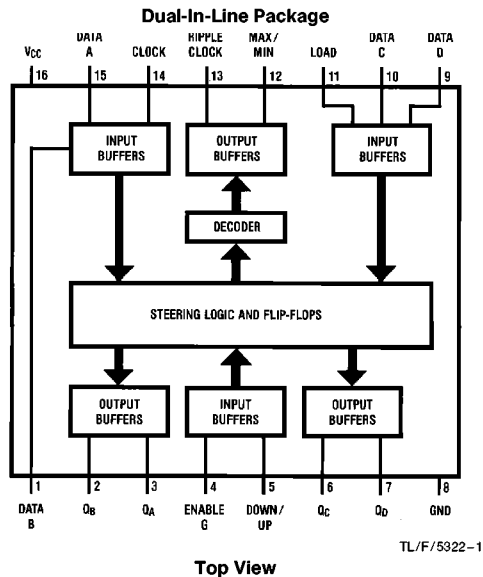 Dual-In-Line Package
DATA RIPPLE MAX/ DATA DATA
VCC A CLOCK CLOCK MIN LOAD C D
16 15 14 13 12 11 10 9
INPUT BUFFERS
OUTPUT BUFFERS
INPUT BUFFERS
DECODER
STEERING LOGIC AND FLIP-FLOPS
OUTPUT BUFFERS
INPUT BUFFERS
OUTPUT BUFFERS
1 2 3 4 5 6 7 8
DATA QB QA ENABLE DOWN/ QC QD GND
B G UP
TL/F/5322-1
Top View